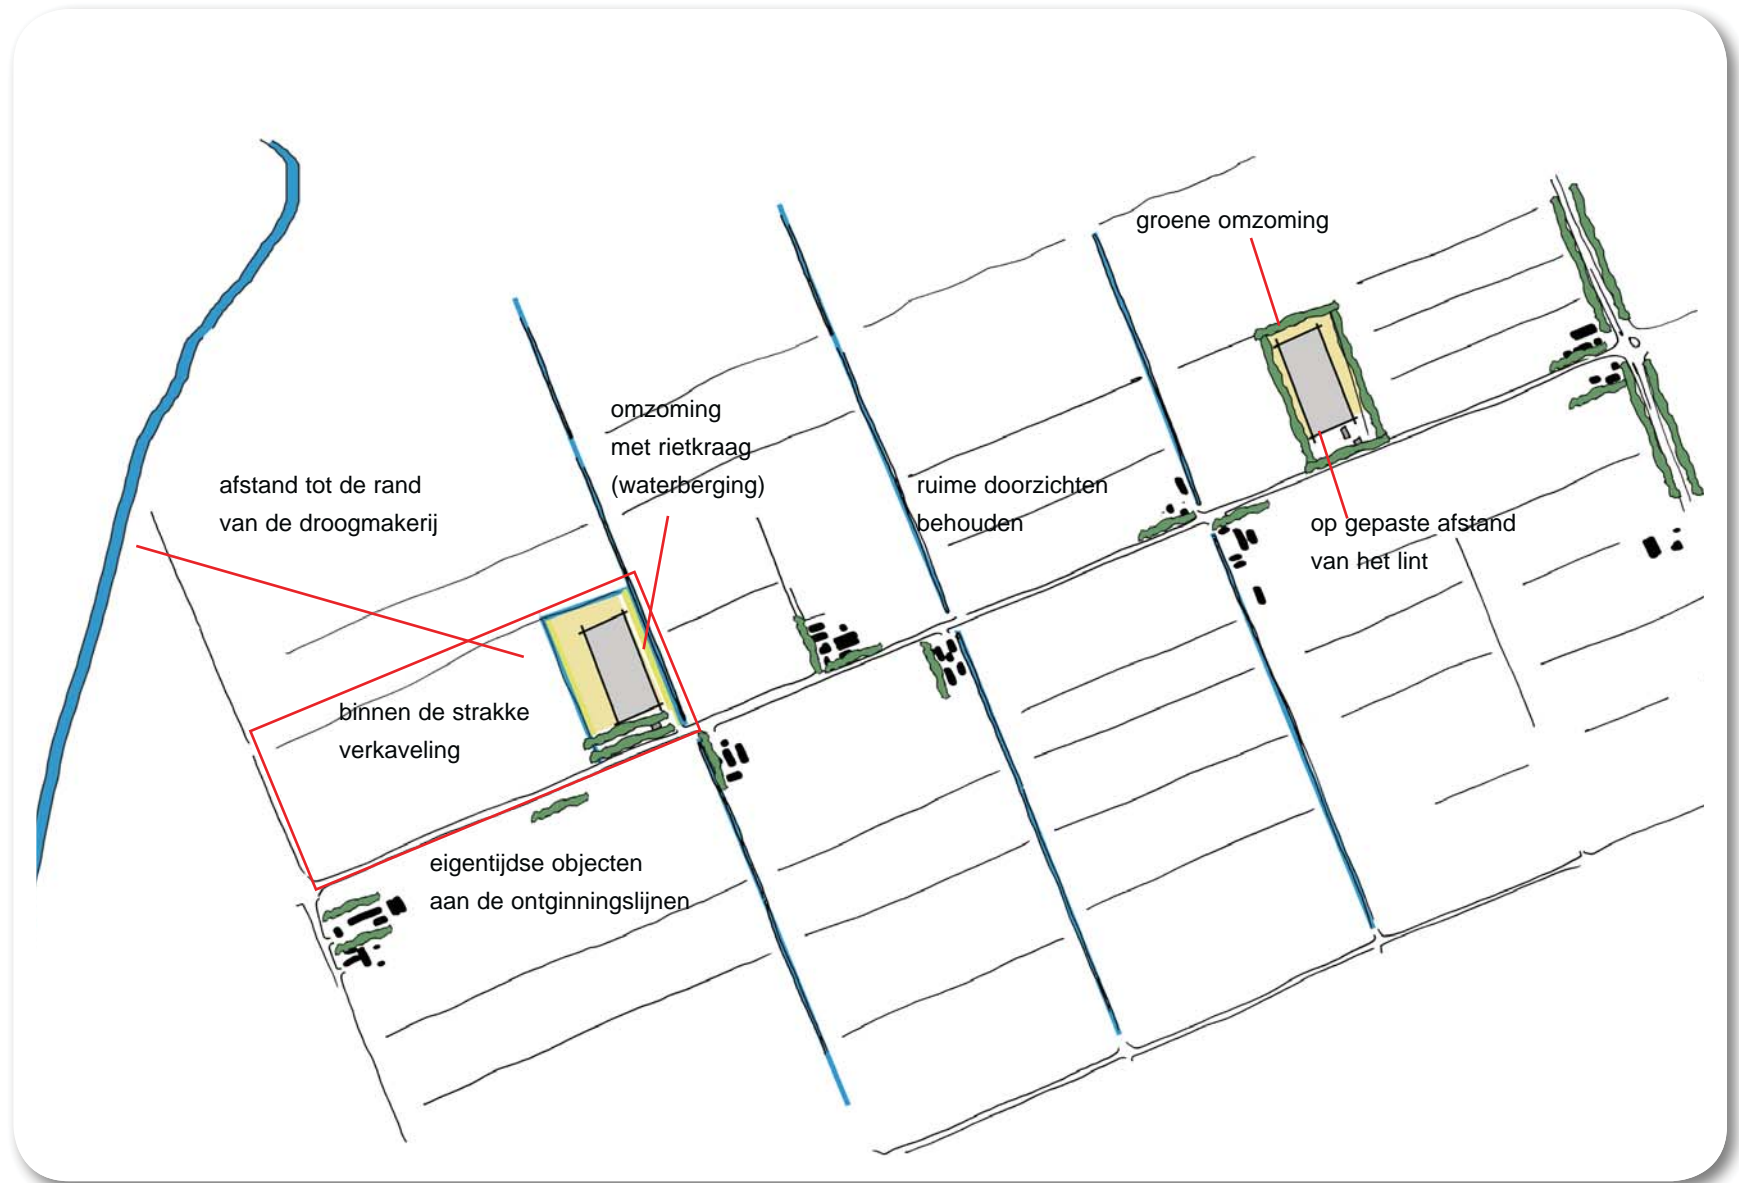 groene omzoming
omzoming
met rietkraag
(waterberging)
afstand tot de rand
van de droogmakerij
ruime doorzichten
behouden
op gepaste afstand
van het lint
binnen de strakke
verkaveling
eigentijdse objecten
aan de ontginningslijnen